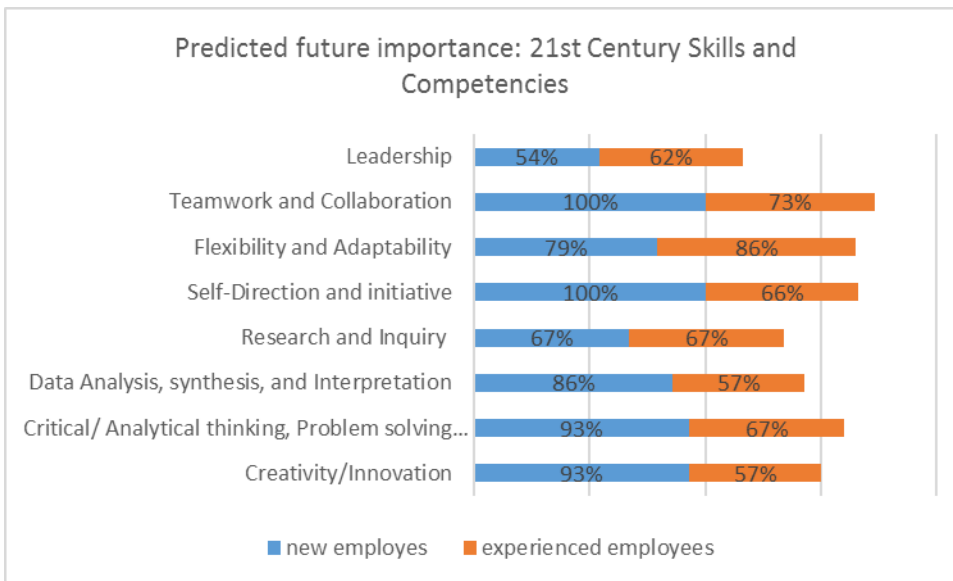 Predicted future importance: 21st Century Skills and
Competencies
Leadership 54% 62%
Teamwork and Collaboration 100% 73%
Flexibility and Adaptability 79% 86%
Self-Direction and initiative 100% 66%
Research and Inquiry 67% 67%
Data Analysis, synthesis, and Interpretation 86% 57%
Critical/ Analytical thinking, Problem solving... 93% 67%
Creativity/Innovation 93% 57%
new employes experienced employees